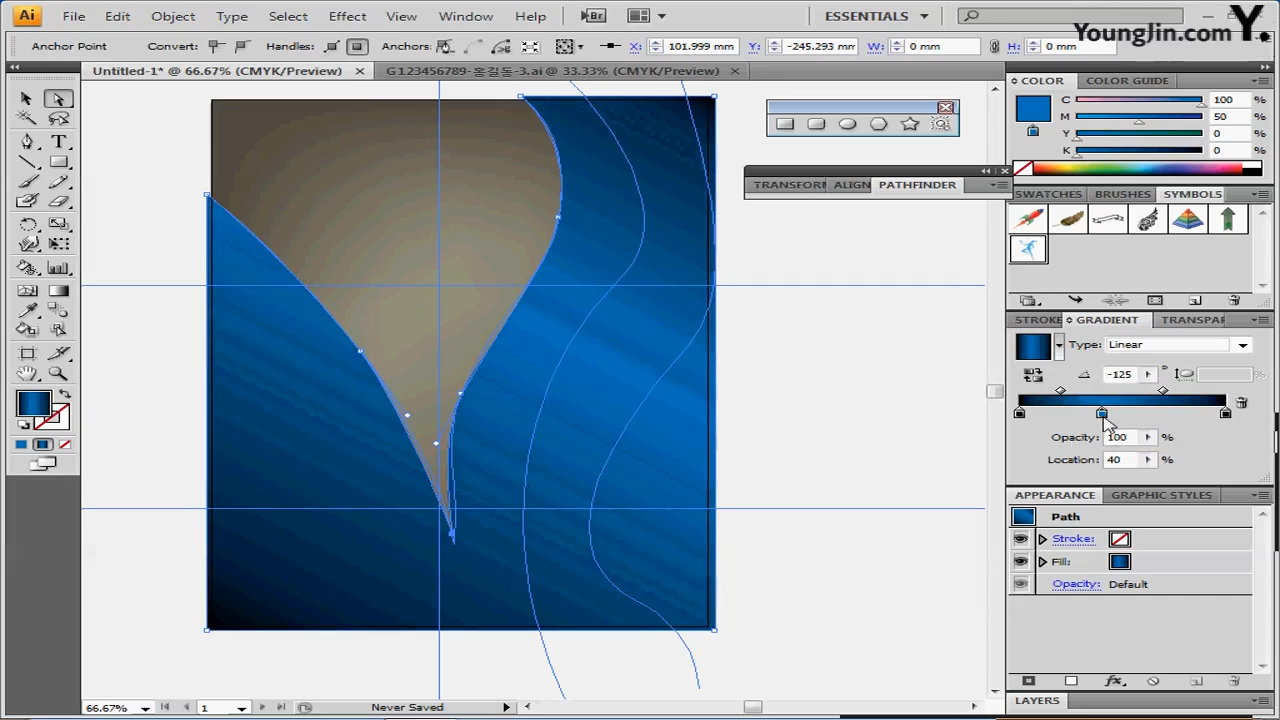 Ai File Edit Object Type Select Effect View Window Help Br ESSENTIALS
YoungJin.com Y.
Anchor Point Convert: Handles: Anchors: X: 101.999 mm Y: -245.293 mm W: 0 mm H: 0 mm
Untitled-1* @ 66.67% (CMYK/Preview) × G123456789-홍길동-3.ai @ 33.33% (CMYK/Preview) ×
COLOR COLOR GUIDE
C 100 %
M 50 %
Y 0 %
K 0 %
TRANSFORM ALIGN PATHFINDER
SWATCHES BRUSHES SYMBOLS
STROKE GRADIENT TRANSPAR
Type: Linear
-125 °
Opacity: 100 %
Location: 40 %
APPEARANCE GRAPHIC STYLES
Path
Stroke:
Fill:
Opacity: Default
fx
LAYERS
66.67% 1 Never Saved